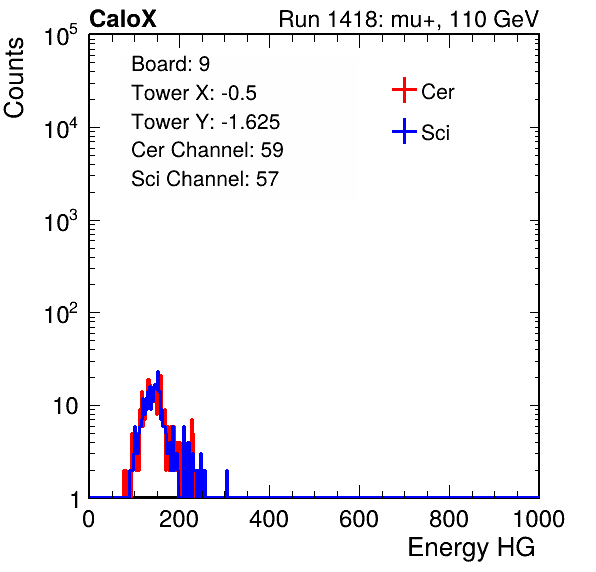 CaloX Run 1418: mu+, 110 GeV
Counts
Board: 9
Tower X: -0.5
Tower Y: -1.625
Cer Channel: 59
Sci Channel: 57
Cer
Sci
10^5
10^4
10^3
10^2
10
1
0 200 400 600 800 1000
Energy HG